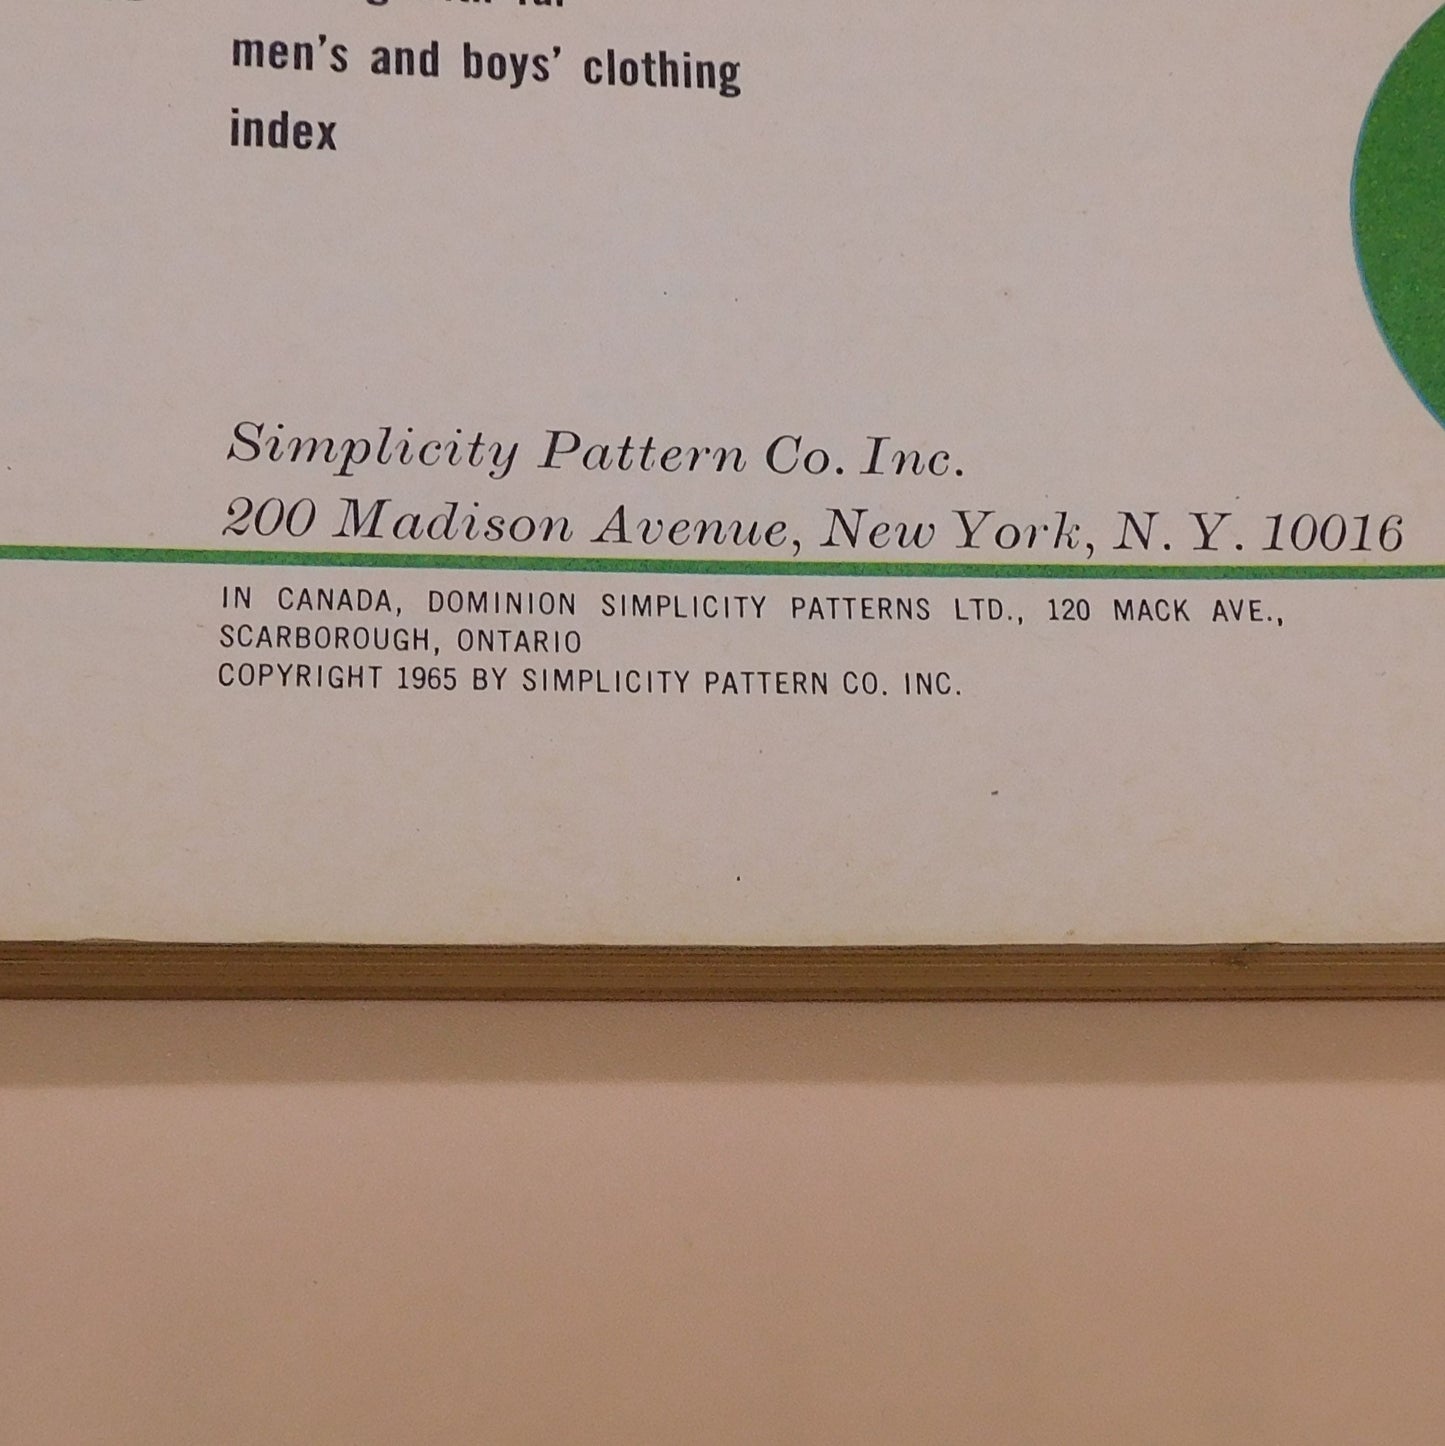 men's and boys' clothing
index
Simplicity Pattern Co. Inc.
200 Madison Avenue, New York, N. Y. 10016
IN CANADA, DOMINION SIMPLICITY PATTERNS LTD., 120 MACK AVE.,
SCARBOROUGH, ONTARIO
COPYRIGHT 1965 BY SIMPLICITY PATTERN CO. INC.